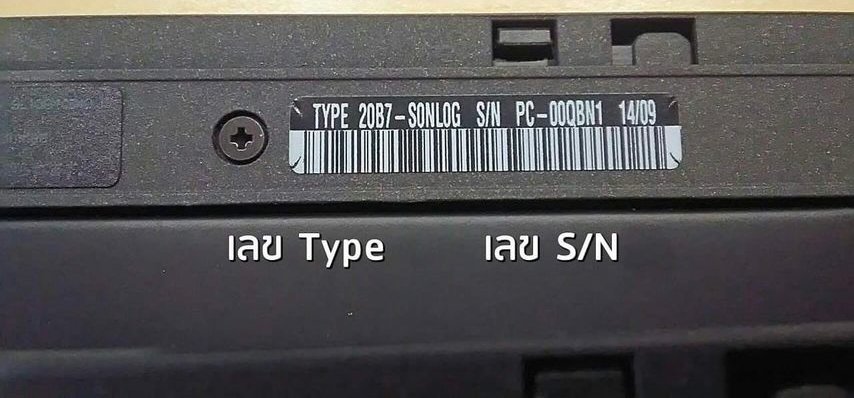 TYPE 20B7-S0NL0G S/N PC-00QBN1 14/09
เลข Type เลข S/N